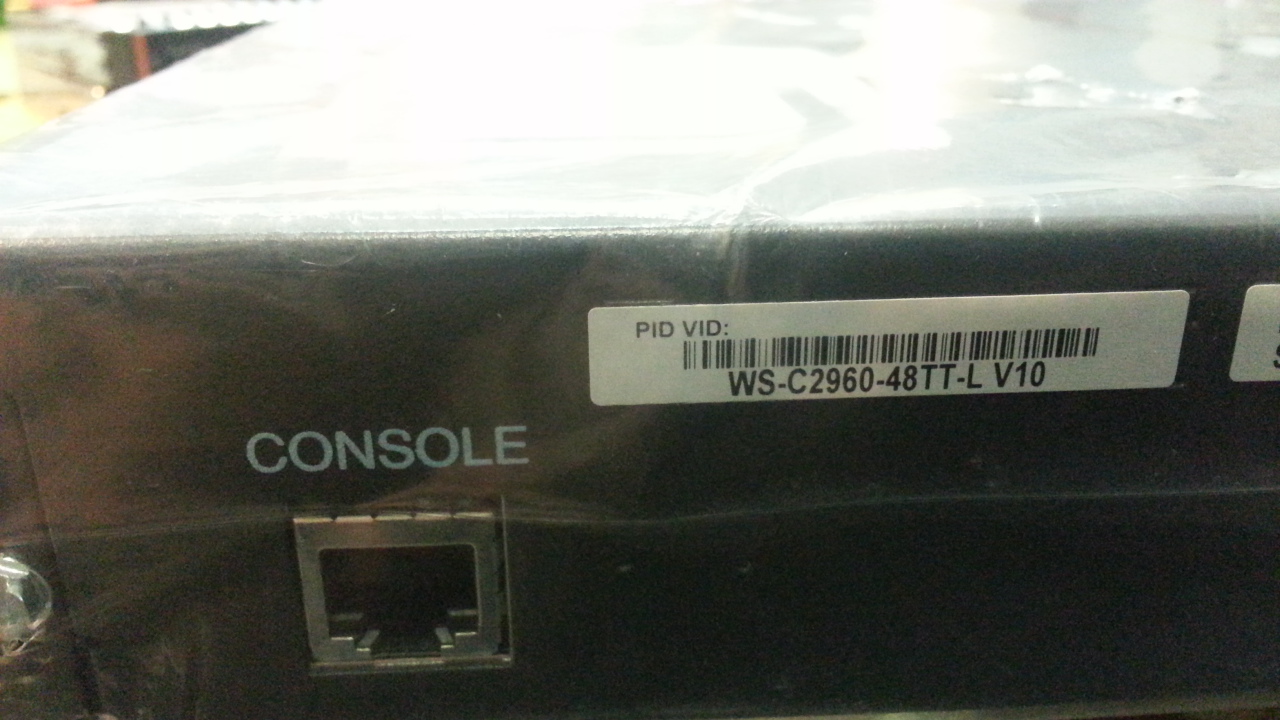 PID VID:
WS-C2960-48TT-L V10
CONSOLE